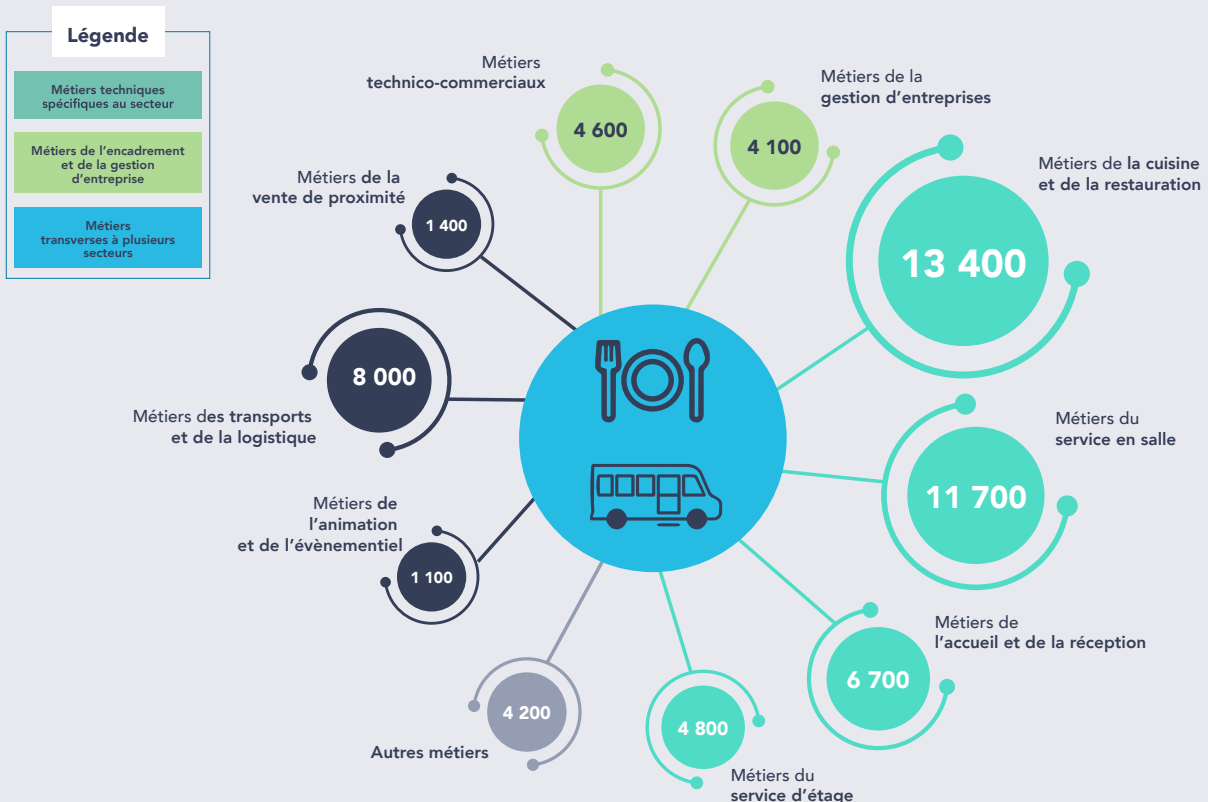 Légende
Métiers techniques
spécifiques au secteur
Métiers de l'encadrement
et de la gestion
d'entreprise
Métiers
transverses à plusieurs
secteurs
Métiers
technico-commerciaux
4 600
Métiers de la
gestion d'entreprises
4 100
Métiers de la cuisine
et de la restauration
13 400
Métiers de la
vente de proximité
1 400
Métiers des transports
et de la logistique
8 000
Métiers du
service en salle
11 700
Métiers de
l'animation
et de l'évènementiel
1 100
Métiers de
l'accueil et de la réception
6 700
Autres métiers
4 200
Métiers du
service d'étage
4 800